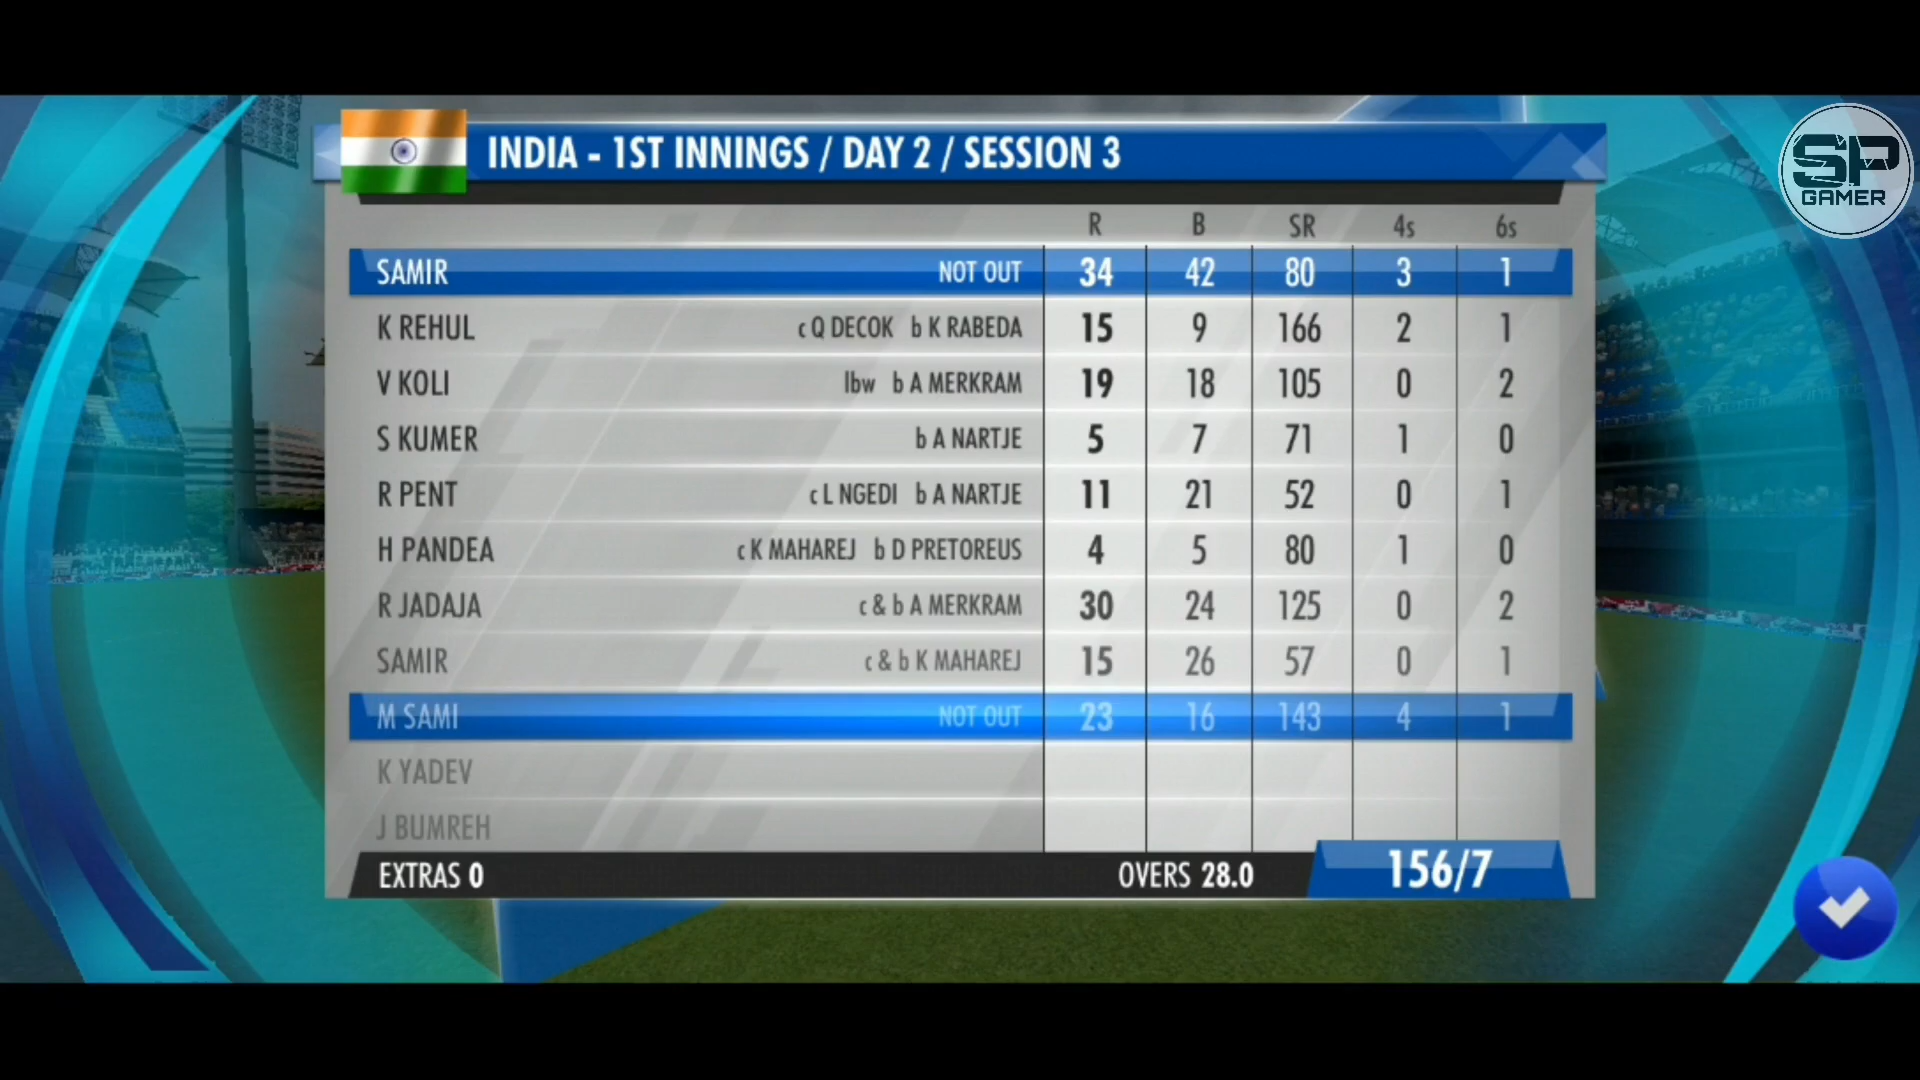 INDIA - 1ST INNINGS / DAY 2 / SESSION 3
SP
GAMER
R B SR 4s 6s
SAMIR NOT OUT 34 42 80 3 1
K REHUL c Q DECOK b K RABEDA 15 9 166 2 1
V KOLI lbw b A MERKRAM 19 18 105 0 2
S KUMER b A NARTJE 5 7 71 1 0
R PENT c L NGEDI b A NARTJE 11 21 52 0 1
H PANDEA c K MAHAREJ b D PRETOREUS 4 5 80 1 0
R JADAJA c & b A MERKRAM 30 24 125 0 2
SAMIR c & b K MAHAREJ 15 26 57 0 1
M SAMI NOT OUT 23 16 143 4 1
K YADEV
J BUMREH
EXTRAS 0 OVERS 28.0 156/7